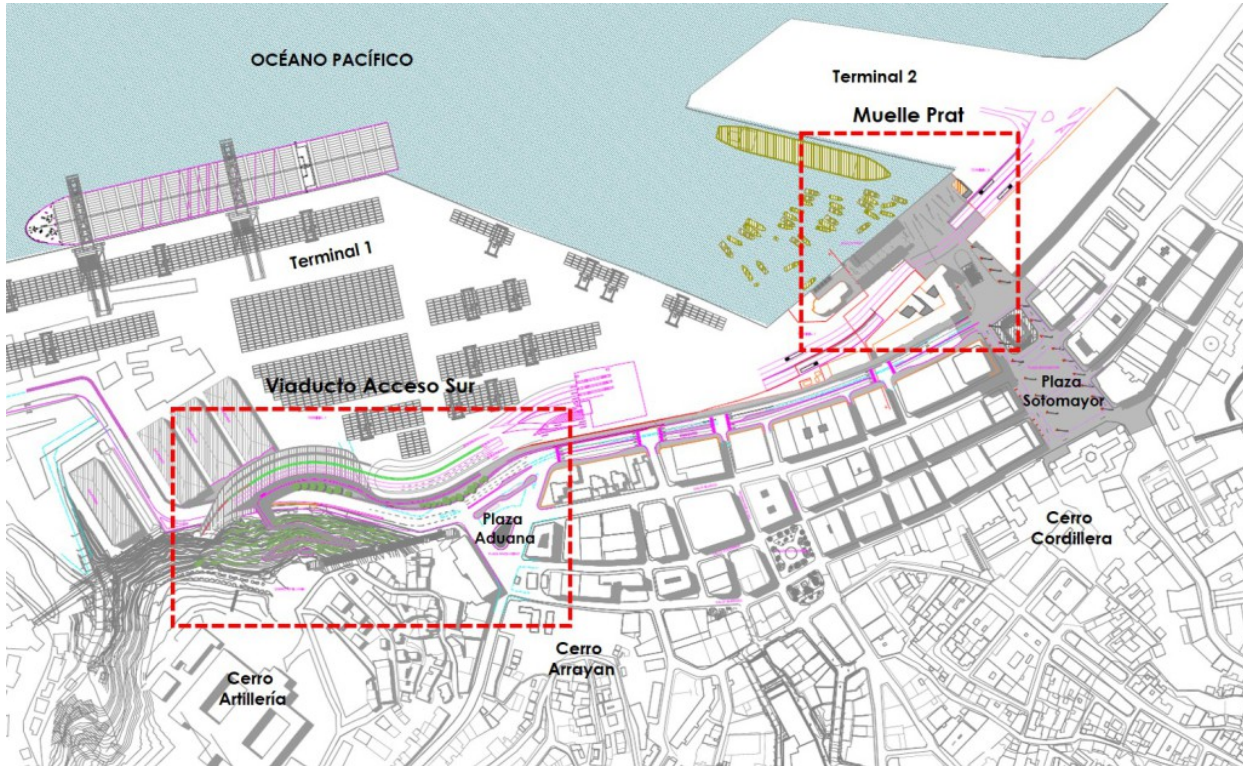 OCÉANO PACÍFICO
Terminal 2
Muelle Prat
Terminal 1
Viaducto Acceso Sur
Plaza
Sotomayor
Plaza
Aduana
Cerro
Cordillera
Cerro
Arrayan
Cerro
Artillería